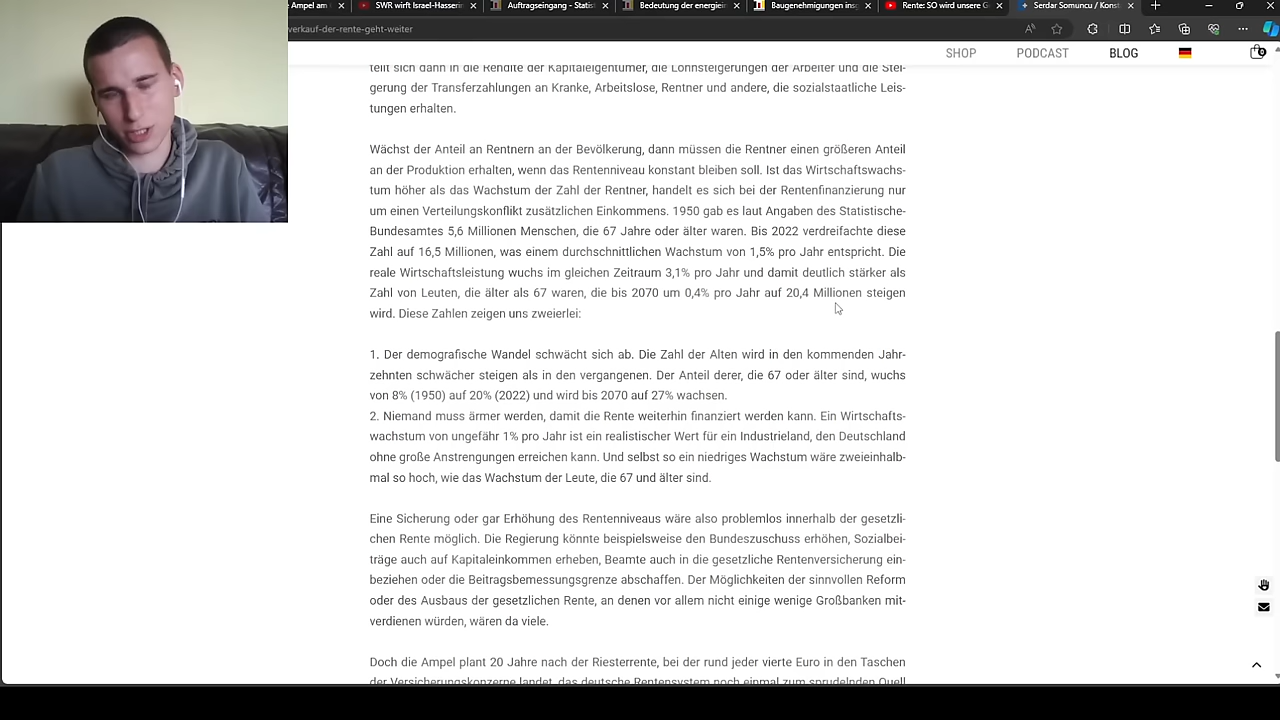 e Ampel am
SWR wirft Israel-Hasserin
Auftragseingang - Statist
Bedeutung der energiein
Baugenehmigungen insg
Rente: SO wird unsere Ge
Serdar Somuncu / Konst
verkauf-der-rente-geht-weiter
SHOP PODCAST BLOG
0
teilt sich dann in die Rendite der Kapitaleigentümer, die Lohnsteigerungen der Arbeiter und die Stei-
gerung der Transferzahlungen an Kranke, Arbeitslose, Rentner und andere, die sozialstaatliche Leis-
tungen erhalten.
Wächst der Anteil an Rentnern an der Bevölkerung, dann müssen die Rentner einen größeren Anteil
an der Produktion erhalten, wenn das Rentenniveau konstant bleiben soll. Ist das Wirtschaftswachs-
tum höher als das Wachstum der Zahl der Rentner, handelt es sich bei der Rentenfinanzierung nur
um einen Verteilungskonflikt zusätzlichen Einkommens. 1950 gab es laut Angaben des Statistische-
Bundesamtes 5,6 Millionen Menschen, die 67 Jahre oder älter waren. Bis 2022 verdreifachte diese
Zahl auf 16,5 Millionen, was einem durchschnittlichen Wachstum von 1,5% pro Jahr entspricht. Die
reale Wirtschaftsleistung wuchs im gleichen Zeitraum 3,1% pro Jahr und damit deutlich stärker als
Zahl von Leuten, die älter als 67 waren, die bis 2070 um 0,4% pro Jahr auf 20,4 Millionen steigen
wird. Diese Zahlen zeigen uns zweierlei:
1. Der demografische Wandel schwächt sich ab. Die Zahl der Alten wird in den kommenden Jahr-
zehnten schwächer steigen als in den vergangenen. Der Anteil derer, die 67 oder älter sind, wuchs
von 8% (1950) auf 20% (2022) und wird bis 2070 auf 27% wachsen.
2. Niemand muss ärmer werden, damit die Rente weiterhin finanziert werden kann. Ein Wirtschafts-
wachstum von ungefähr 1% pro Jahr ist ein realistischer Wert für ein Industrieland, den Deutschland
ohne große Anstrengungen erreichen kann. Und selbst so ein niedriges Wachstum wäre zweieinhalb-
mal so hoch, wie das Wachstum der Leute, die 67 und älter sind.
Eine Sicherung oder gar Erhöhung des Rentenniveaus wäre also problemlos innerhalb der gesetzli-
chen Rente möglich. Die Regierung könnte beispielsweise den Bundeszuschuss erhöhen, Sozialbei-
träge auch auf Kapitaleinkommen erheben, Beamte auch in die gesetzliche Rentenversicherung ein-
beziehen oder die Beitragsbemessungsgrenze abschaffen. Der Möglichkeiten der sinnvollen Reform
oder des Ausbaus der gesetzlichen Rente, an denen vor allem nicht einige wenige Großbanken mit-
verdienen würden, wären da viele.
Doch die Ampel plant 20 Jahre nach der Riesterrente, bei der rund jeder vierte Euro in den Taschen
der Versicherungskonzerne landet, das deutsche Rentensystem noch einmal zum sprudelnden Quell